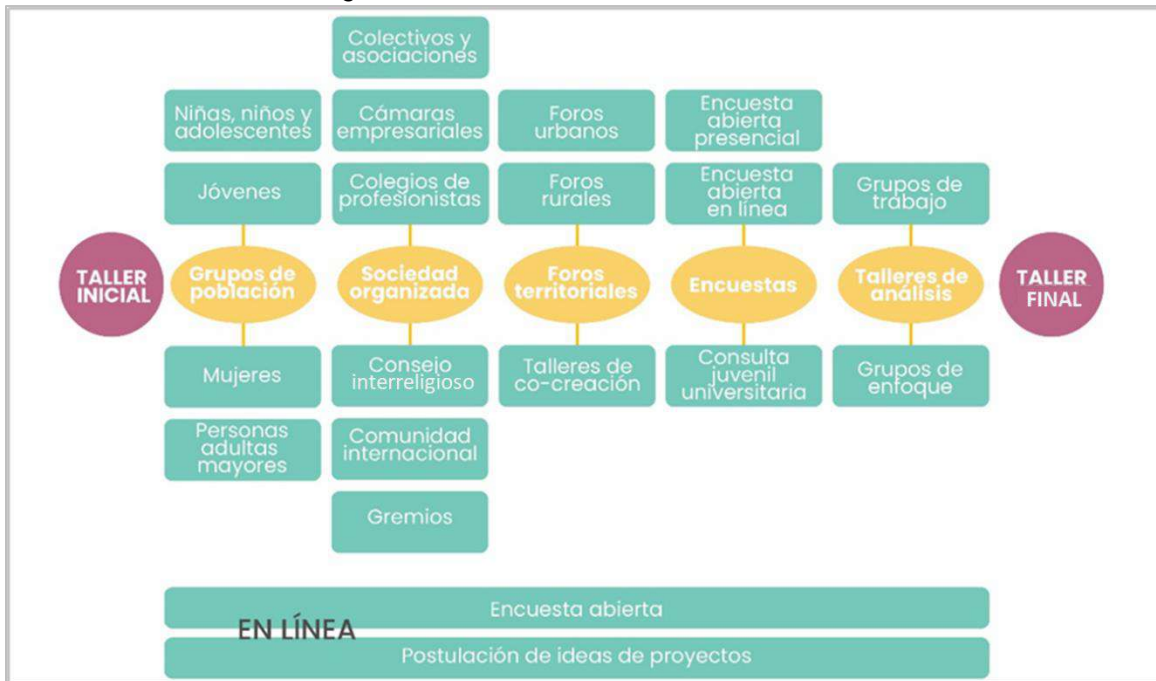 Colectivos y
asociaciones
Niñas, niños y
adolescentes
Cámaras
empresariales
Foros
urbanos
Encuesta
abierta
presencial
Jóvenes
Colegios de
profesionistas
Foros
rurales
Encuesta
abierta
en línea
Grupos de
trabajo
TALLER
INICIAL
Grupos de
población
Sociedad
organizada
Foros
territoriales
Encuestas
Talleres de
análisis
TALLER
FINAL
Mujeres
Consejo
interreligioso
Talleres de
co-creación
Consulta
juvenil
universitaria
Grupos de
enfoque
Personas
adultas
mayores
Comunidad
internacional
Gremios
EN LÍNEA
Encuesta abierta
Postulación de ideas de proyectos